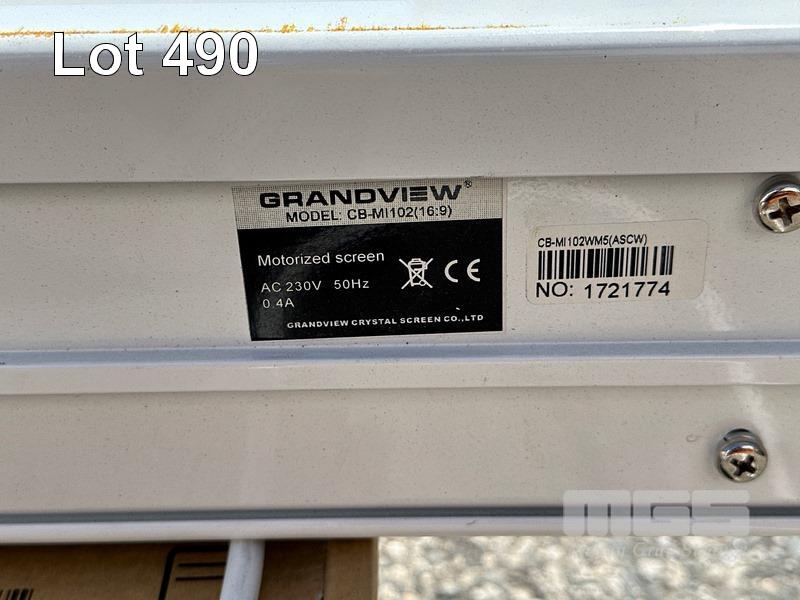 Lot 490
GRANDVIEW®
MODEL: CB-MI102(16:9)
Motorized screen
AC 230V 50Hz
0.4A
CE
GRANDVIEW CRYSTAL SCREEN CO.,LTD
CB-MI102WM5(ASCW)
NO: 1721774
MGS